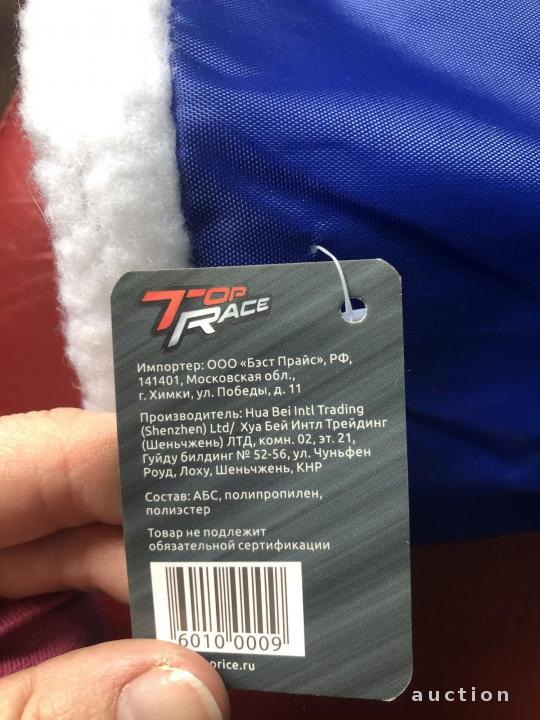 TOP
RACE
Импортер: ООО «Бэст Прайс», РФ,
141401, Московская обл.,
г. Химки, ул. Победы, д. 11
Производитель: Hua Bei Intl Trading
(Shenzhen) Ltd/ Хуа Бей Интл Трейдинг
(Шеньчжень) ЛТД, комн. 02, эт. 21,
Гуйду билдинг № 52-56, ул. Чуньфен
Роуд, Лоху, Шеньчжень, КНР
Состав: АБС, полипропилен,
полиэстер
Товар не подлежит
обязательной сертификации
6010 0009
price.ru
auction